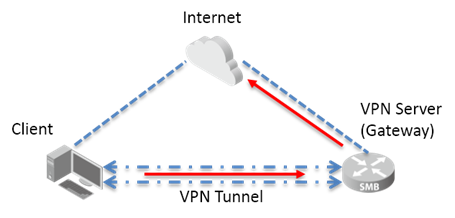 Internet
VPN Server
(Gateway)
Client
SMB
VPN Tunnel